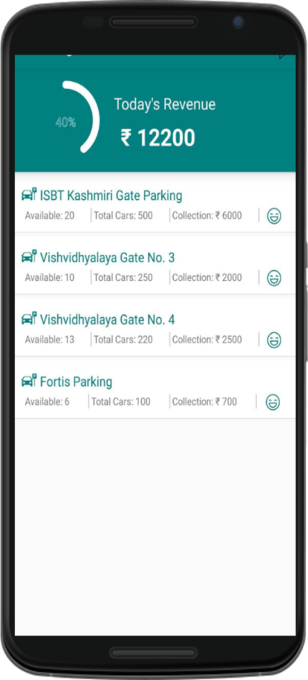 40%
Today's Revenue
₹ 12200
ISBT Kashmiri Gate Parking
Available: 20 Total Cars: 500 Collection: ₹ 6000
Vishvidhyalaya Gate No. 3
Available: 10 Total Cars: 250 Collection: ₹ 2000
Vishvidhyalaya Gate No. 4
Available: 13 Total Cars: 220 Collection: ₹ 2500
Fortis Parking
Available: 6 Total Cars: 100 Collection: ₹ 700